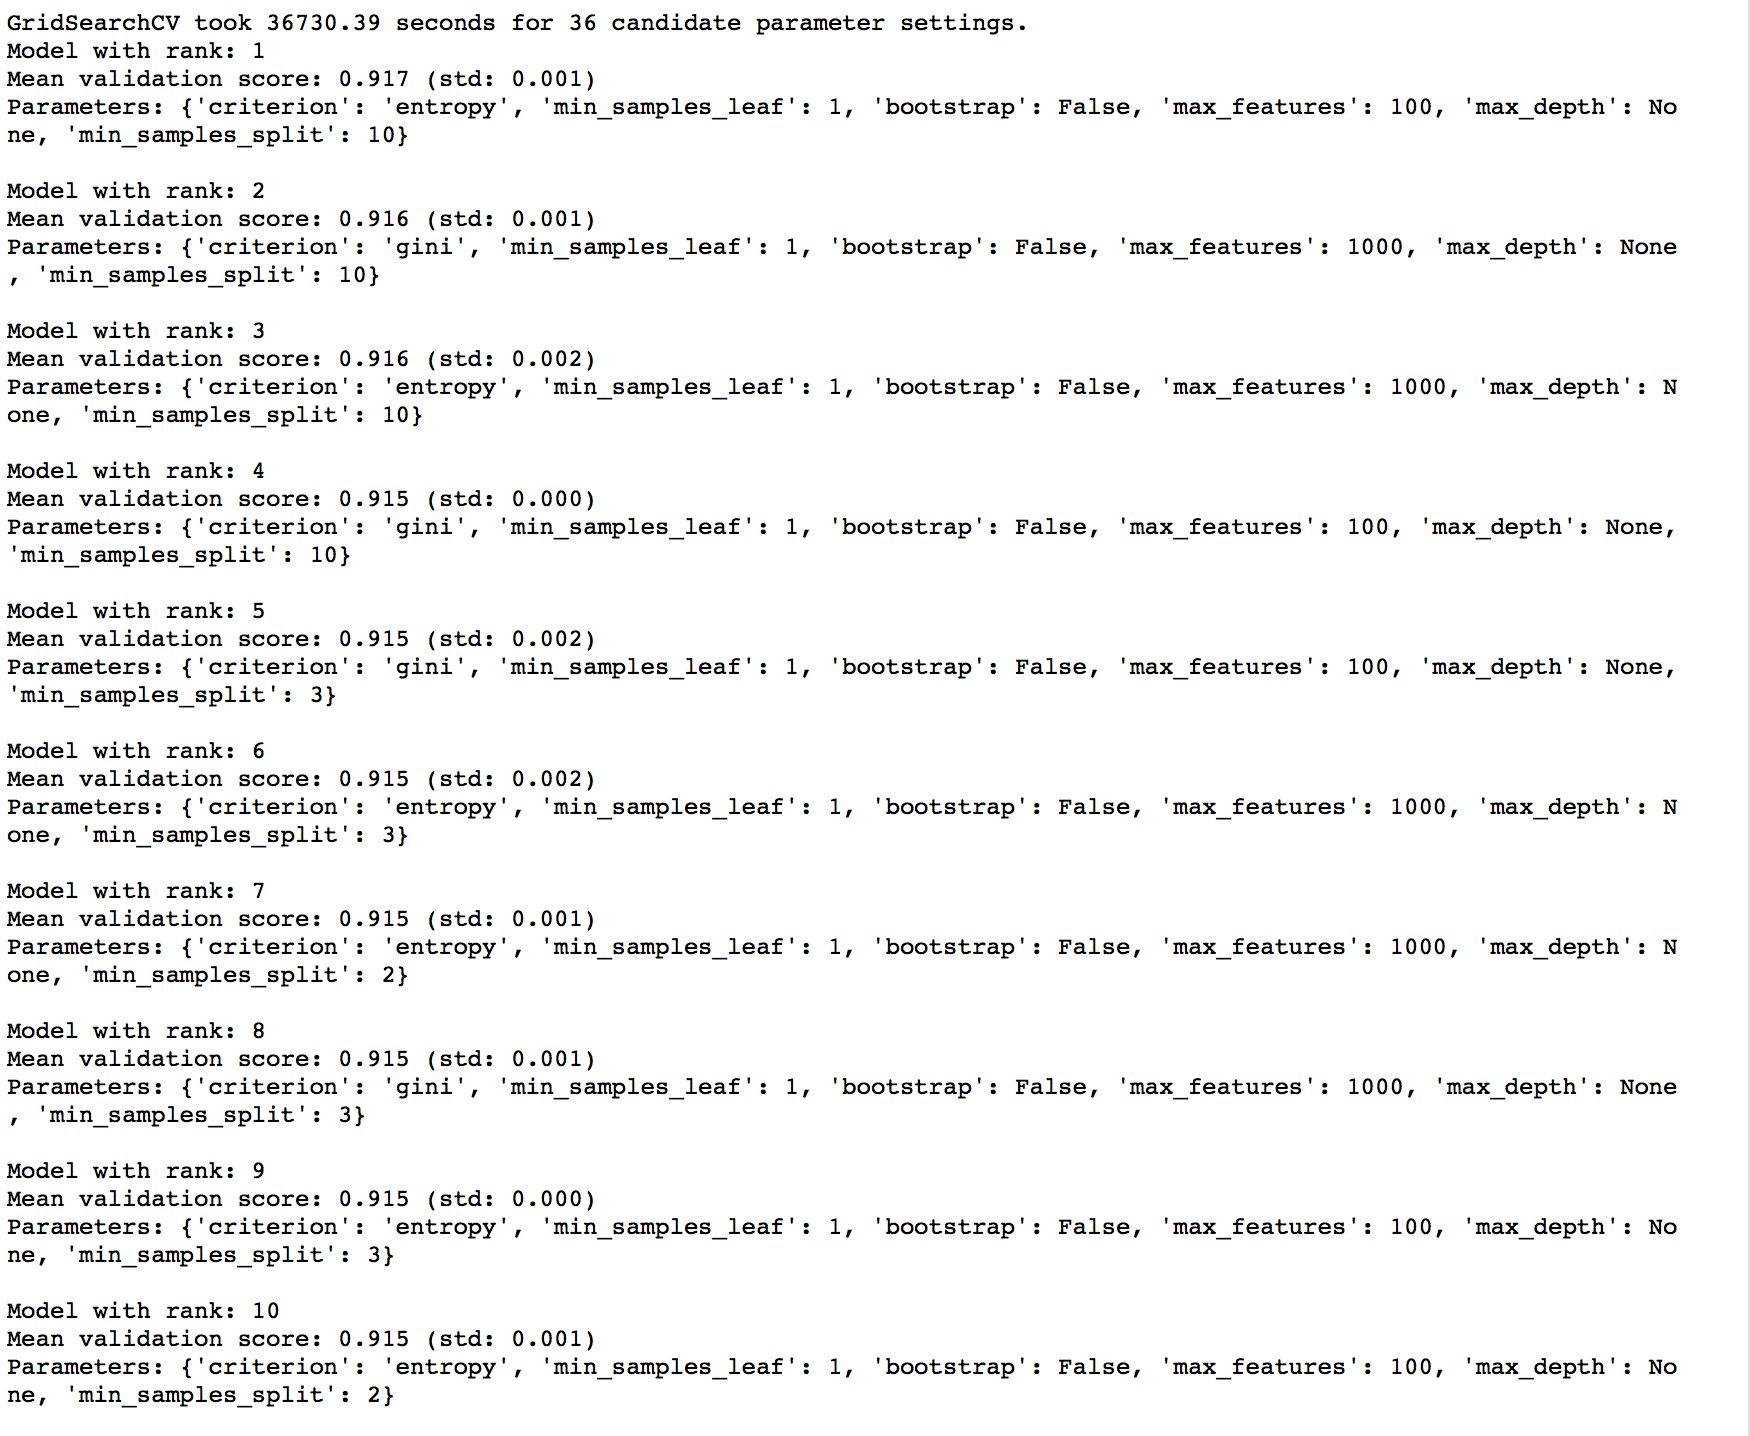 GridSearchCV took 36730.39 seconds for 36 candidate parameter settings.
Model with rank: 1
Mean validation score: 0.917 (std: 0.001)
Parameters: {'criterion': 'entropy', 'min_samples_leaf': 1, 'bootstrap': False, 'max_features': 100, 'max_depth': No
ne, 'min_samples_split': 10}

Model with rank: 2
Mean validation score: 0.916 (std: 0.001)
Parameters: {'criterion': 'gini', 'min_samples_leaf': 1, 'bootstrap': False, 'max_features': 1000, 'max_depth': None
, 'min_samples_split': 10}

Model with rank: 3
Mean validation score: 0.916 (std: 0.002)
Parameters: {'criterion': 'entropy', 'min_samples_leaf': 1, 'bootstrap': False, 'max_features': 1000, 'max_depth': N
one, 'min_samples_split': 10}

Model with rank: 4
Mean validation score: 0.915 (std: 0.000)
Parameters: {'criterion': 'gini', 'min_samples_leaf': 1, 'bootstrap': False, 'max_features': 100, 'max_depth': None,
'min_samples_split': 10}

Model with rank: 5
Mean validation score: 0.915 (std: 0.002)
Parameters: {'criterion': 'gini', 'min_samples_leaf': 1, 'bootstrap': False, 'max_features': 100, 'max_depth': None,
'min_samples_split': 3}

Model with rank: 6
Mean validation score: 0.915 (std: 0.002)
Parameters: {'criterion': 'entropy', 'min_samples_leaf': 1, 'bootstrap': False, 'max_features': 1000, 'max_depth': N
one, 'min_samples_split': 3}

Model with rank: 7
Mean validation score: 0.915 (std: 0.001)
Parameters: {'criterion': 'entropy', 'min_samples_leaf': 1, 'bootstrap': False, 'max_features': 1000, 'max_depth': N
one, 'min_samples_split': 2}

Model with rank: 8
Mean validation score: 0.915 (std: 0.001)
Parameters: {'criterion': 'gini', 'min_samples_leaf': 1, 'bootstrap': False, 'max_features': 1000, 'max_depth': None
, 'min_samples_split': 3}

Model with rank: 9
Mean validation score: 0.915 (std: 0.000)
Parameters: {'criterion': 'entropy', 'min_samples_leaf': 1, 'bootstrap': False, 'max_features': 100, 'max_depth': No
ne, 'min_samples_split': 3}

Model with rank: 10
Mean validation score: 0.915 (std: 0.001)
Parameters: {'criterion': 'entropy', 'min_samples_leaf': 1, 'bootstrap': False, 'max_features': 100, 'max_depth': No
ne, 'min_samples_split': 2}